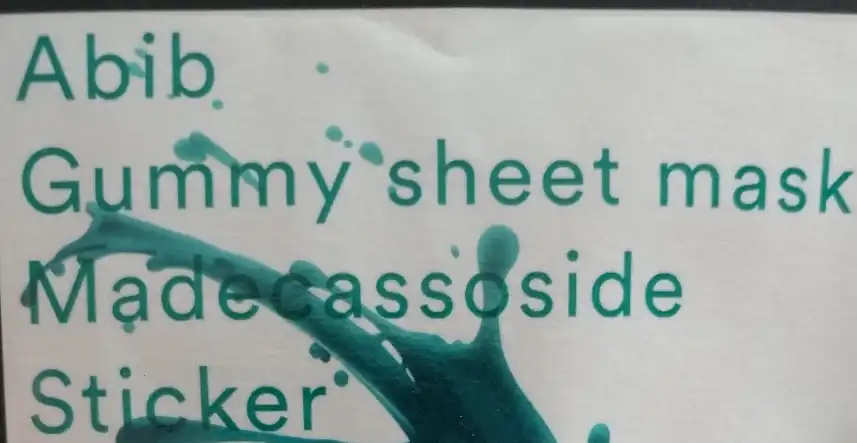 Abib
Gummy sheet mask
Madecassoside
Sticker